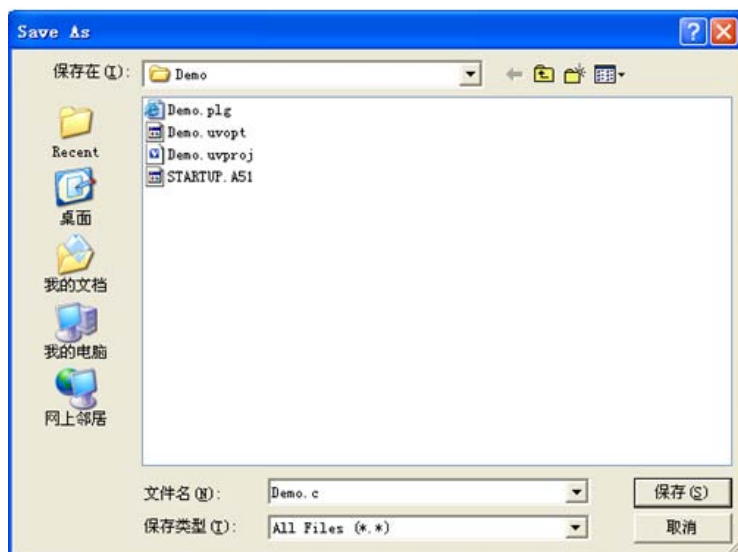 Save As
保存在(I):
Demo
Demo.plg
Demo.uvopt
Demo.uvproj
STARTUP.A51
Recent
桌面
我的文档
我的电脑
网上邻居
文件名(N):
Demo.c
保存(S)
保存类型(T):
All Files (*.*)
取消